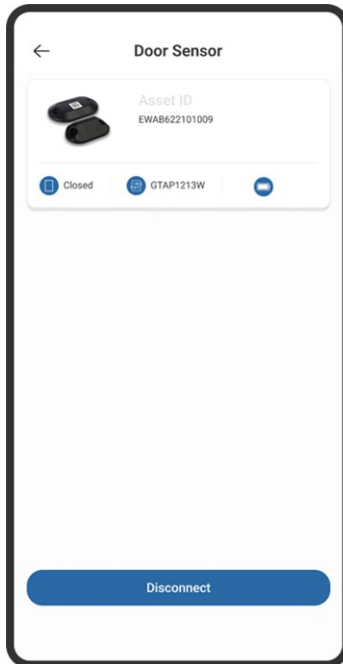 Door Sensor
Asset ID
EWAB622101009
Closed
GTAP1213W
Disconnect